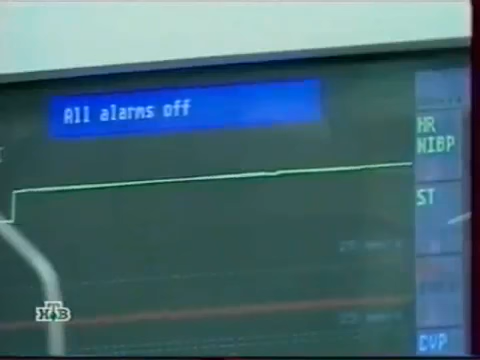 All alarms off
HR
NIBP
ST
CVP
НТВ